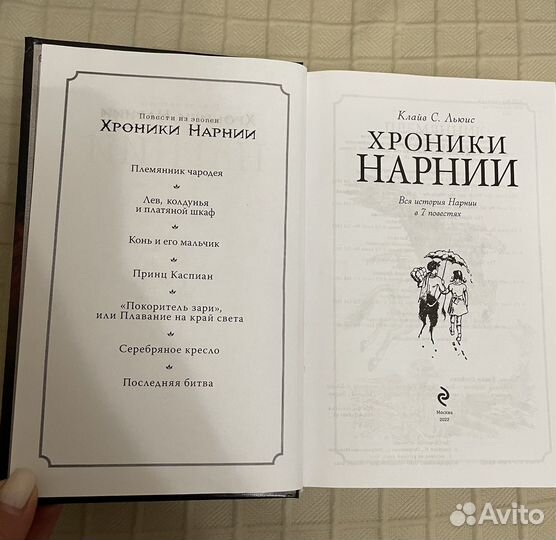 Повести из эпопеи
Хроники Нарнии
Племянник чародея
Лев, колдунья
и платяной шкаф
Конь и его мальчик
Принц Каспиан
«Покоритель зари»,
или Плавание на край света
Серебряное кресло
Последняя битва
Клайв С. Льюис
ХРОНИКИ
НАРНИИ
Вся история Нарнии
в 7 повестях
Москва
2022
Avito